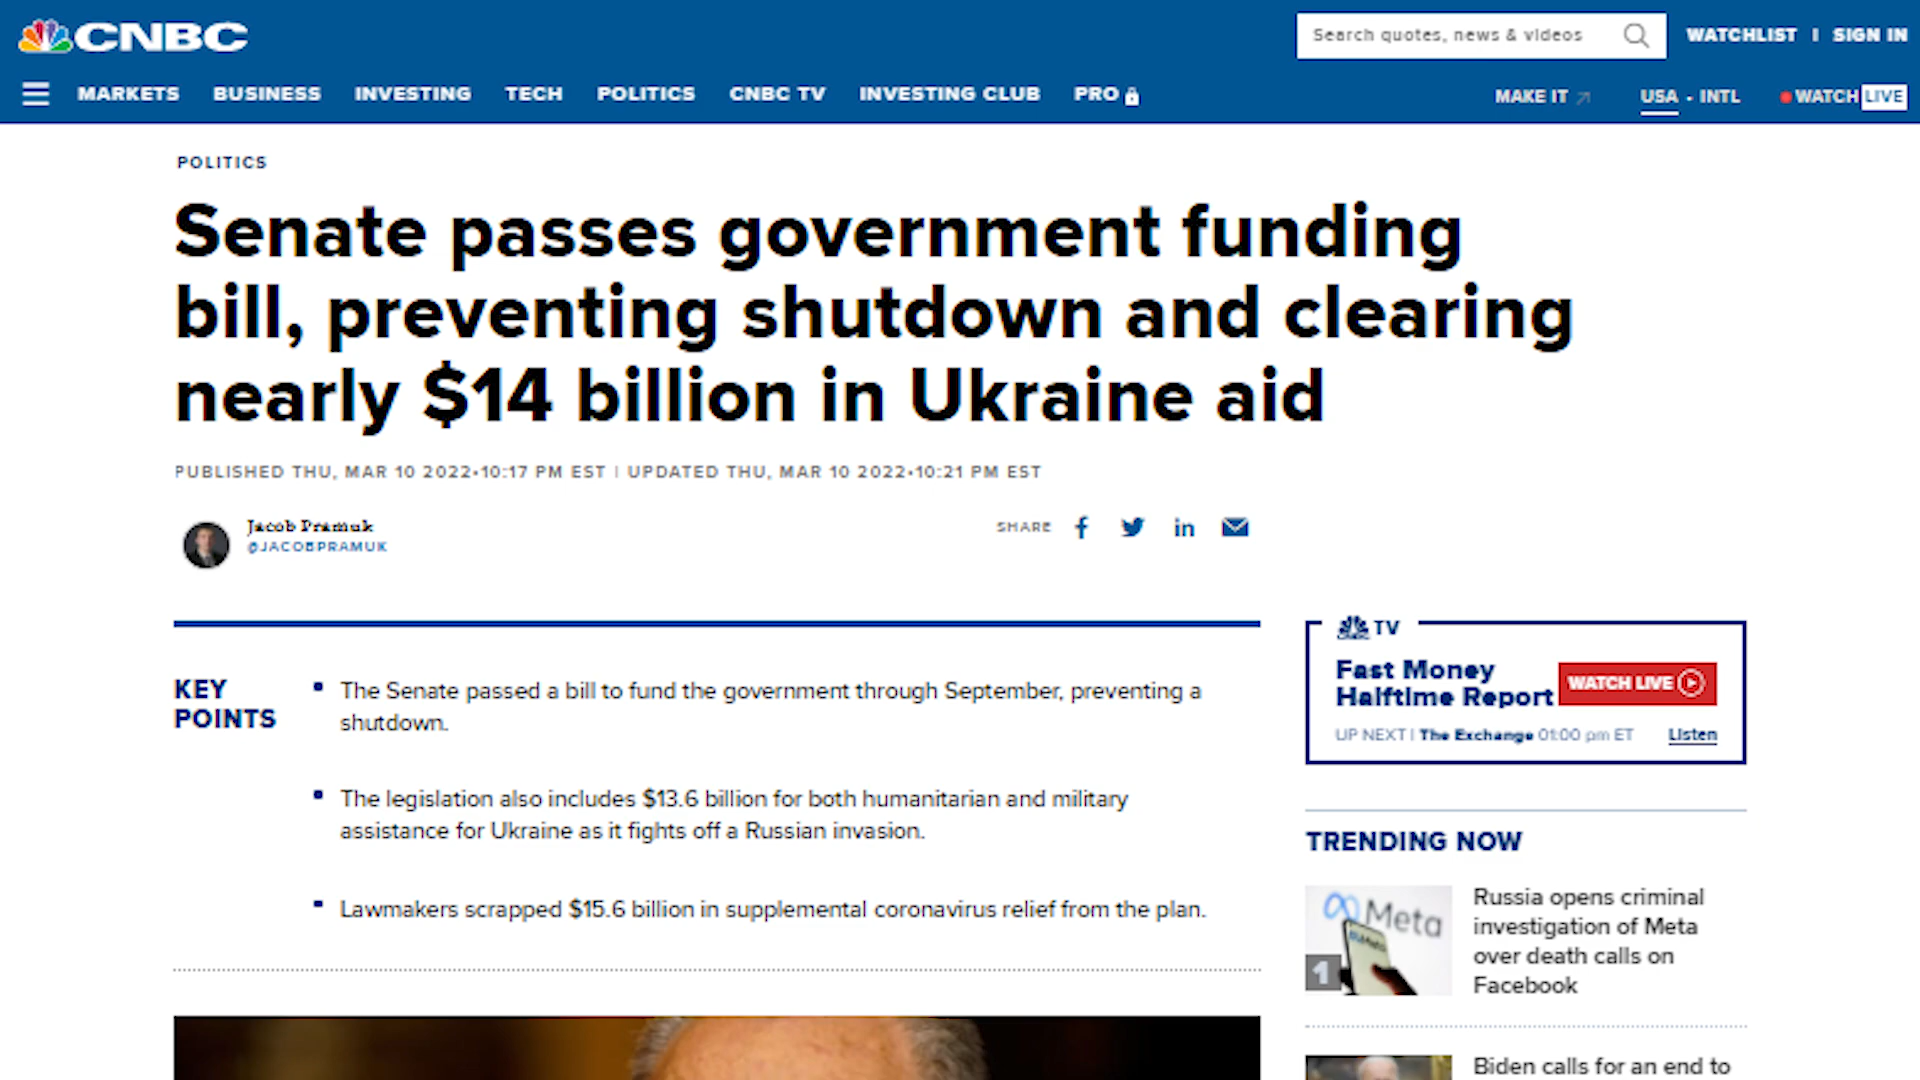 CNBC
Search quotes, news & videos
WATCHLIST | SIGN IN
MARKETS BUSINESS INVESTING TECH POLITICS CNBC TV INVESTING CLUB PRO
MAKE IT USA • INTL WATCH LIVE
POLITICS
Senate passes government funding
bill, preventing shutdown and clearing
nearly $14 billion in Ukraine aid
PUBLISHED THU, MAR 10 2022•10:17 PM EST | UPDATED THU, MAR 10 2022•10:21 PM EST
Jacob Pramuk
@JACOBPRAMUK
SHARE
KEY
POINTS
The Senate passed a bill to fund the government through September, preventing a
shutdown.
The legislation also includes $13.6 billion for both humanitarian and military
assistance for Ukraine as it fights off a Russian invasion.
Lawmakers scrapped $15.6 billion in supplemental coronavirus relief from the plan.
TV
Fast Money
Halftime Report
WATCH LIVE
UP NEXT | The Exchange 01:00 pm ET
Listen
TRENDING NOW
Meta
1
Russia opens criminal
investigation of Meta
over death calls on
Facebook
Biden calls for an end to